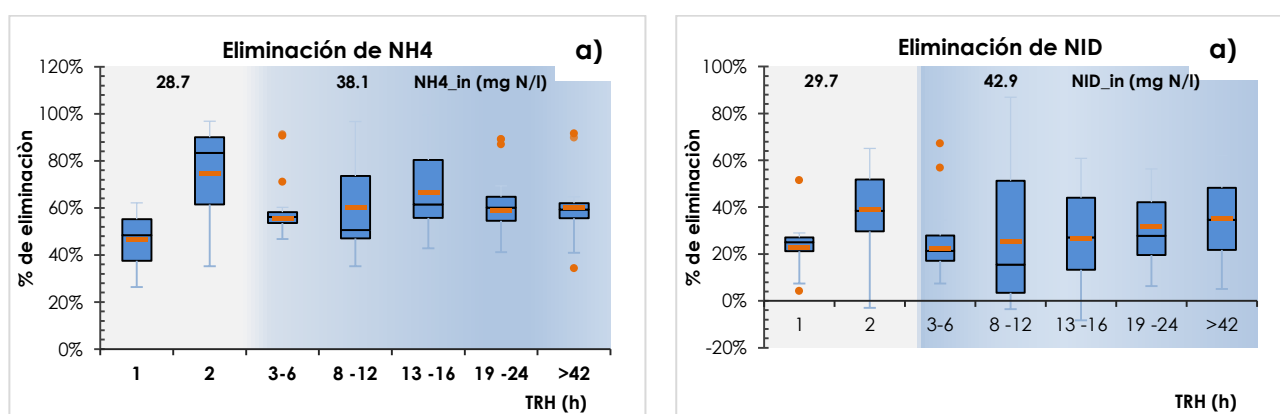 Eliminación de NH4
a)
120%
28.7 38.1 NH4_in (mg N/l)
100%
80%
60%
40%
20%
0%
% de eliminaciòn
1 2 3-6 8 -12 13 -16 19 -24 >42
TRH (h)
Eliminación de NID
a)
100%
29.7 42.9 NID_in (mg N/l)
80%
60%
40%
20%
0%
-20%
% de eliminaciòn
1 2 3-6 8 -12 13 -16 19 -24 >42
TRH (h)